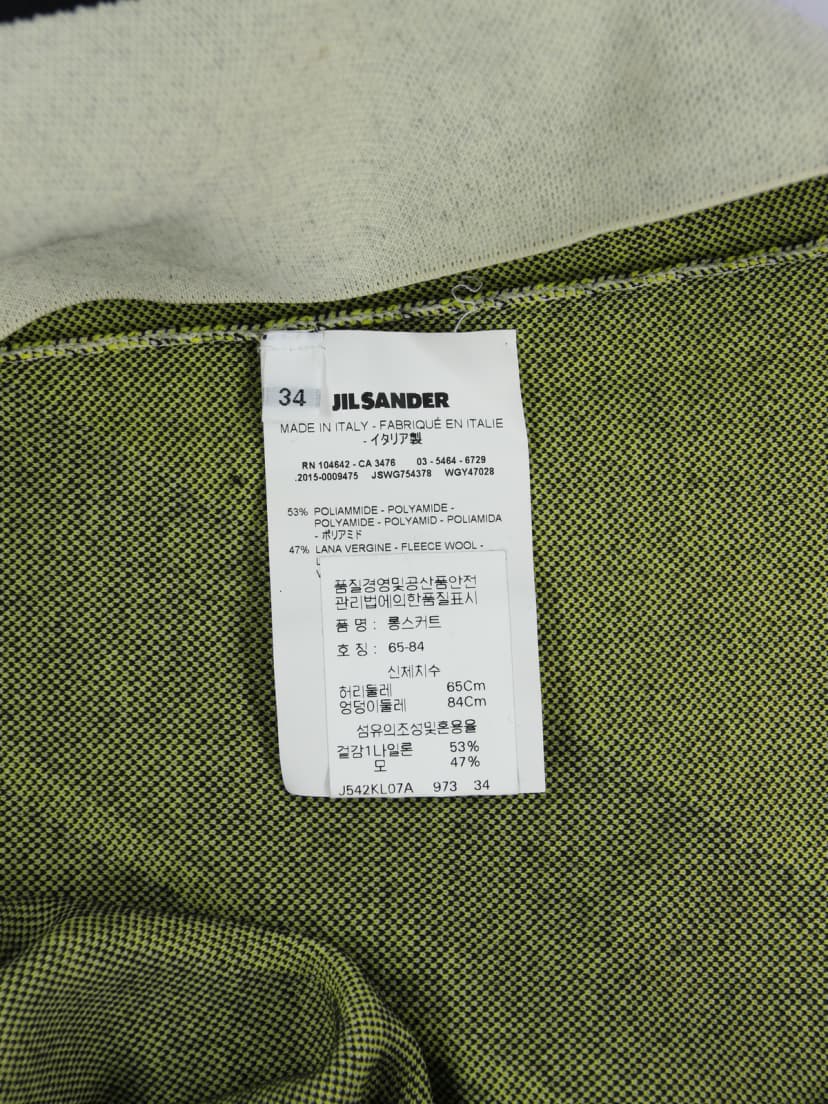 34
JIL SANDER
MADE IN ITALY - FABRIQUÉ EN ITALIE
- イタリア製
RN 104642 - CA 3476 03 - 5464 - 6729
.2015-0009475 JSWG754378 WGY47028
53% POLIAMMIDE - POLYAMIDE -
POLYAMIDE - POLYAMID - POLIAMIDA
- ポリアミド
47% LANA VERGINE - FLEECE WOOL -
품질경영및공산품안전
관리법에의한품질표시
품 명 : 롱스커트
호 칭 : 65-84
신체치수
허리둘레 65Cm
엉덩이둘레 84Cm
섬유의조성및혼용율
겉감1나일론 53%
모 47%
J542KL07A 973 34